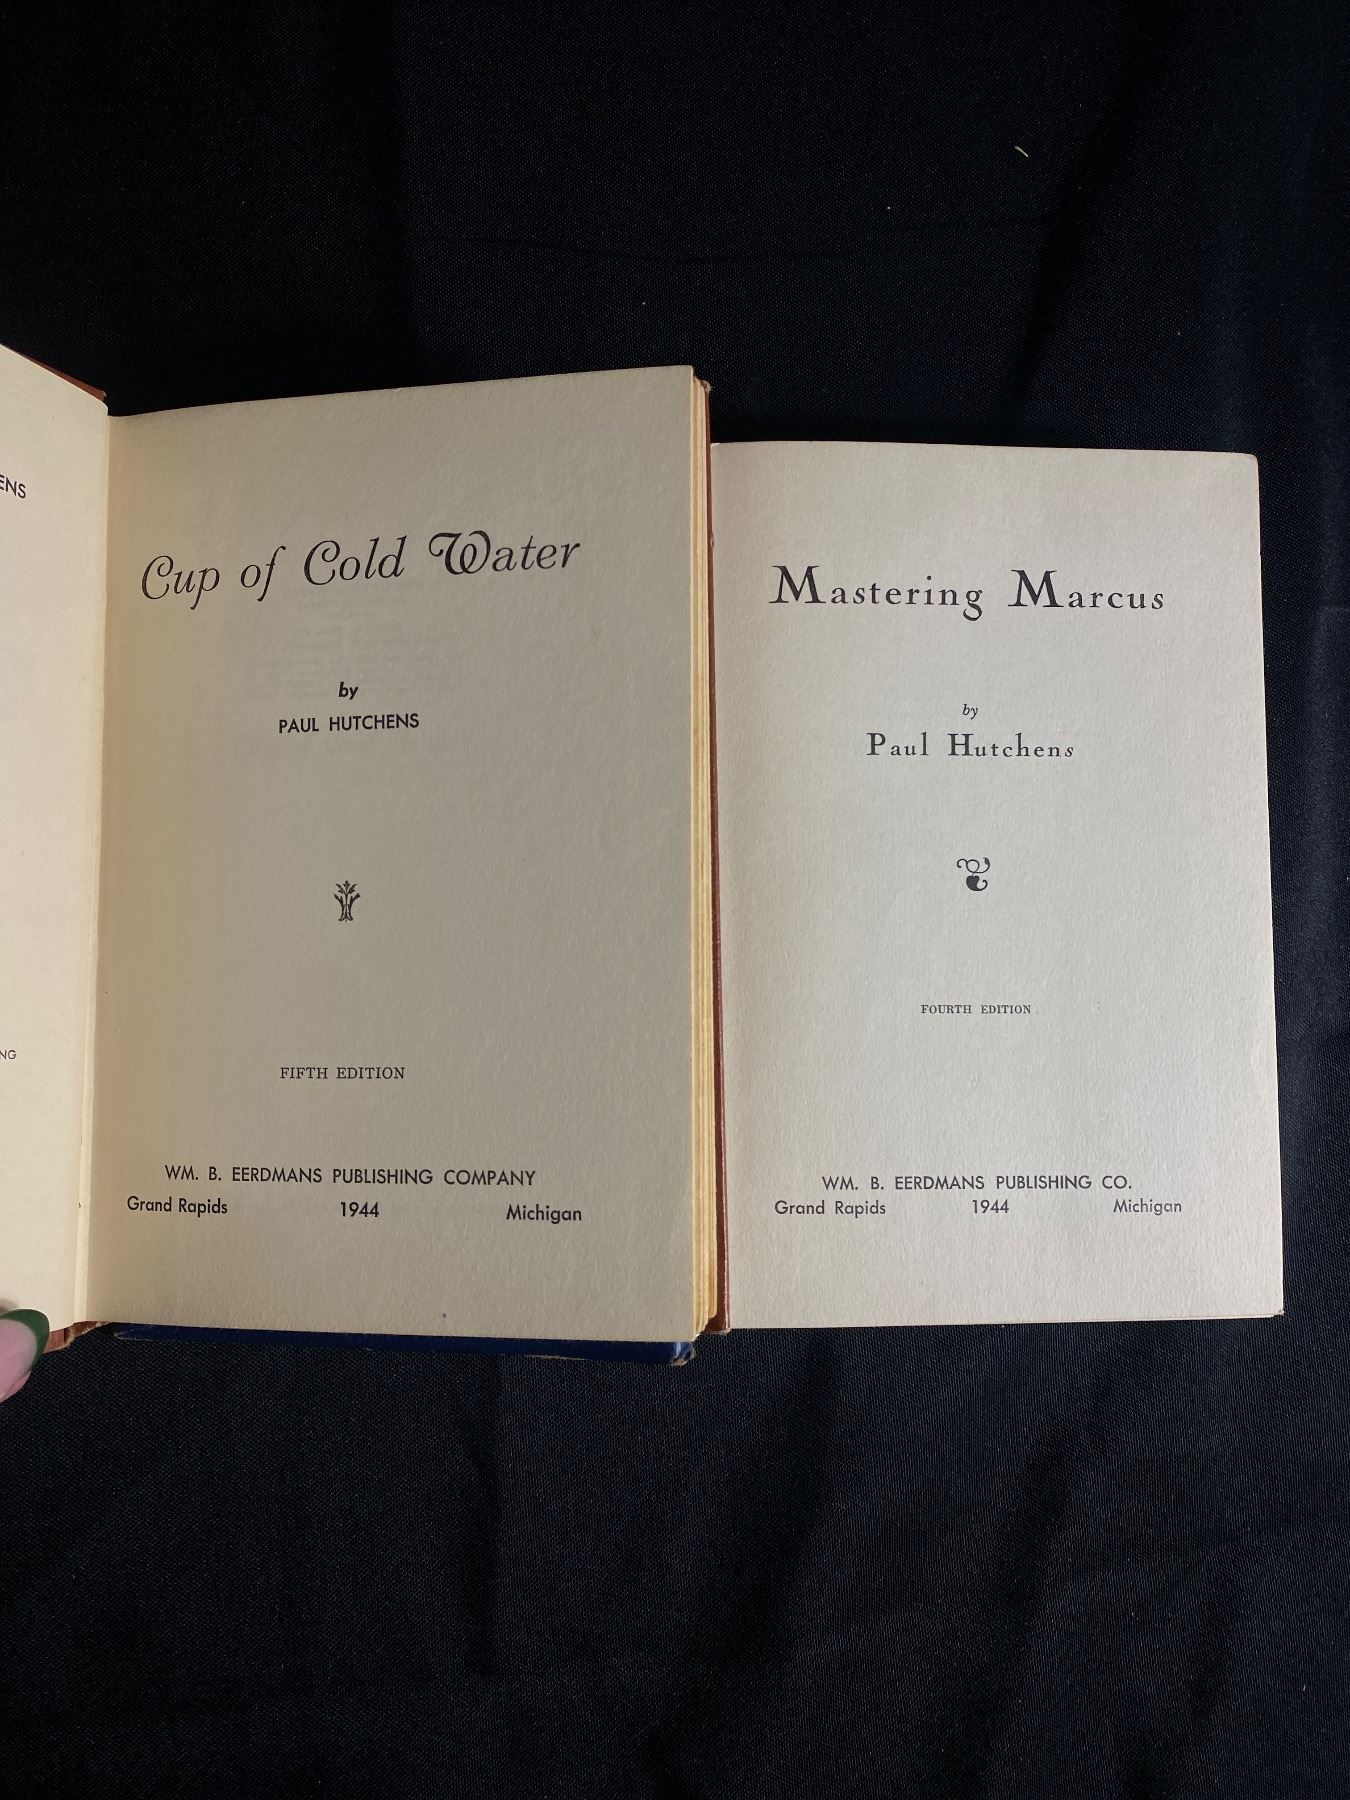 ENS
NG
Cup of Cold Water
by
PAUL HUTCHENS
FIFTH EDITION
WM. B. EERDMANS PUBLISHING COMPANY
Grand Rapids 1944 Michigan
Mastering Marcus
by
Paul Hutchens
FOURTH EDITION
WM. B. EERDMANS PUBLISHING CO.
Grand Rapids 1944 Michigan